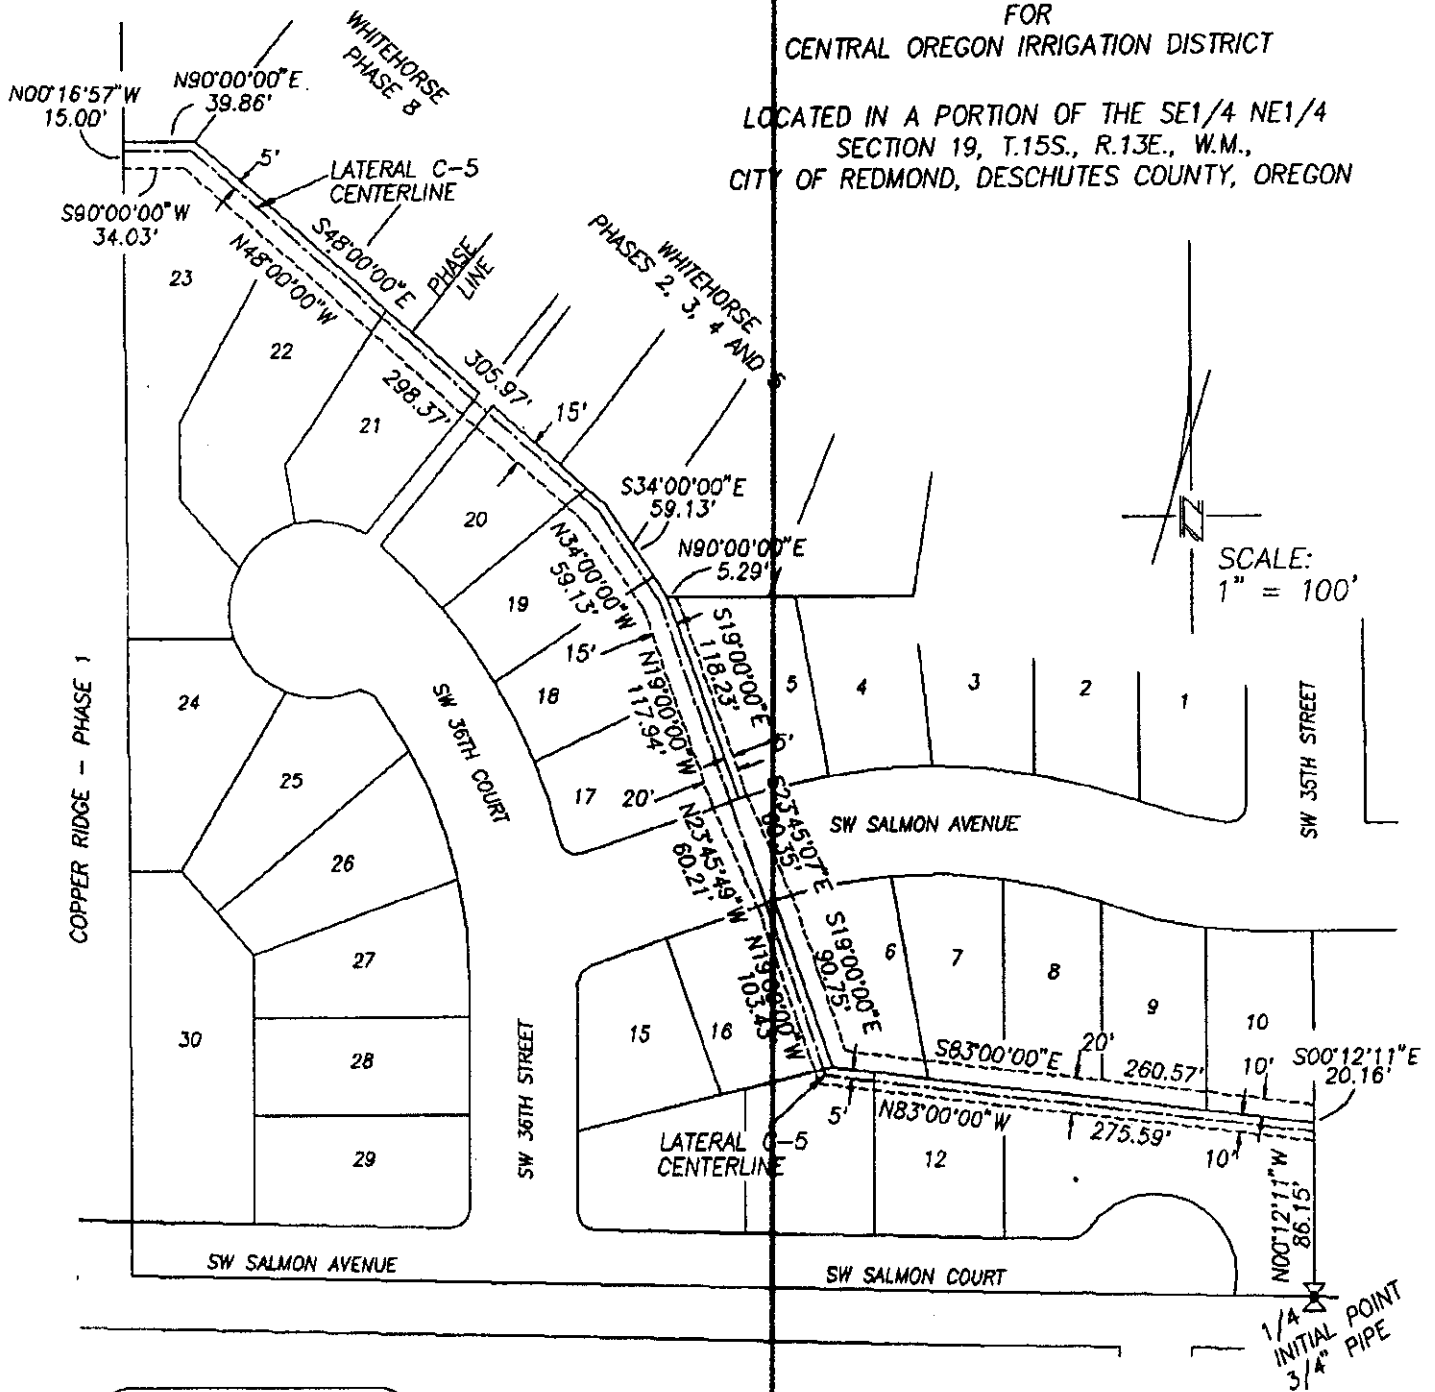 FOR
CENTRAL OREGON IRRIGATION DISTRICT
LOCATED IN A PORTION OF THE SE1/4 NE1/4
SECTION 19, T.15S., R.13E., W.M.,
CITY OF REDMOND, DESCHUTES COUNTY, OREGON
WHITEHORSE
PHASE 8
N00°16'57"W
15.00'
N90°00'00"E
39.86'
5'
LATERAL C-5
CENTERLINE
S90°00'00"W
34.03'
S48°00'00"E
N48°00'00"W
PHASE
LINE
WHITEHORSE
PHASES 2, 3, 4 AND
23
22
21
305.97'
298.37'
15'
20
S34°00'00"E
59.13'
N34°00'00"W
59.13'
N90°00'00"E
5.29'
SCALE:
1" = 100'
19
15'
18
S19°00'00"E
118.23'
N19°00'00"W
117.94'
5
4
3
2
1
SW 35TH STREET
COPPER RIDGE - PHASE 1
24
SW 36TH COURT
25
5'
17
20'
S23°45'07"E
60.35'
N23°45'49"W
60.21'
SW SALMON AVENUE
26
27
S19°00'00"E
90.75'
N19°00'00"W
103.43'
6
7
8
9
10
30
28
29
SW 36TH STREET
15
16
S83°00'00"E
20'
260.57'
10'
S00°12'11"E
20.16'
5'
N83°00'00"W
275.59'
10'
LATERAL C-5
CENTERLINE
12
N00°12'11"W
86.15'
SW SALMON AVENUE
SW SALMON COURT
1/4
INITIAL POINT
3/4" PIPE